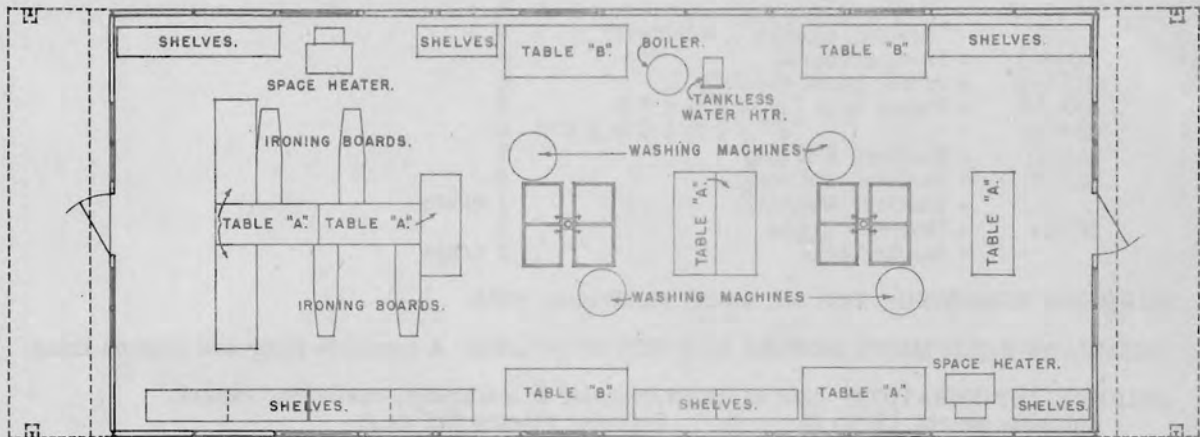 SHELVES.
SHELVES.
TABLE "B"
BOILER.
TABLE "B"
SHELVES.
SPACE HEATER.
TANKLESS
WATER HTR.
IRONING BOARDS.
WASHING MACHINES
TABLE "A".
TABLE "A".
TABLE "A".
TABLE "A".
IRONING BOARDS.
WASHING MACHINES
SPACE HEATER.
SHELVES.
TABLE "B".
SHELVES.
TABLE "A".
SHELVES.